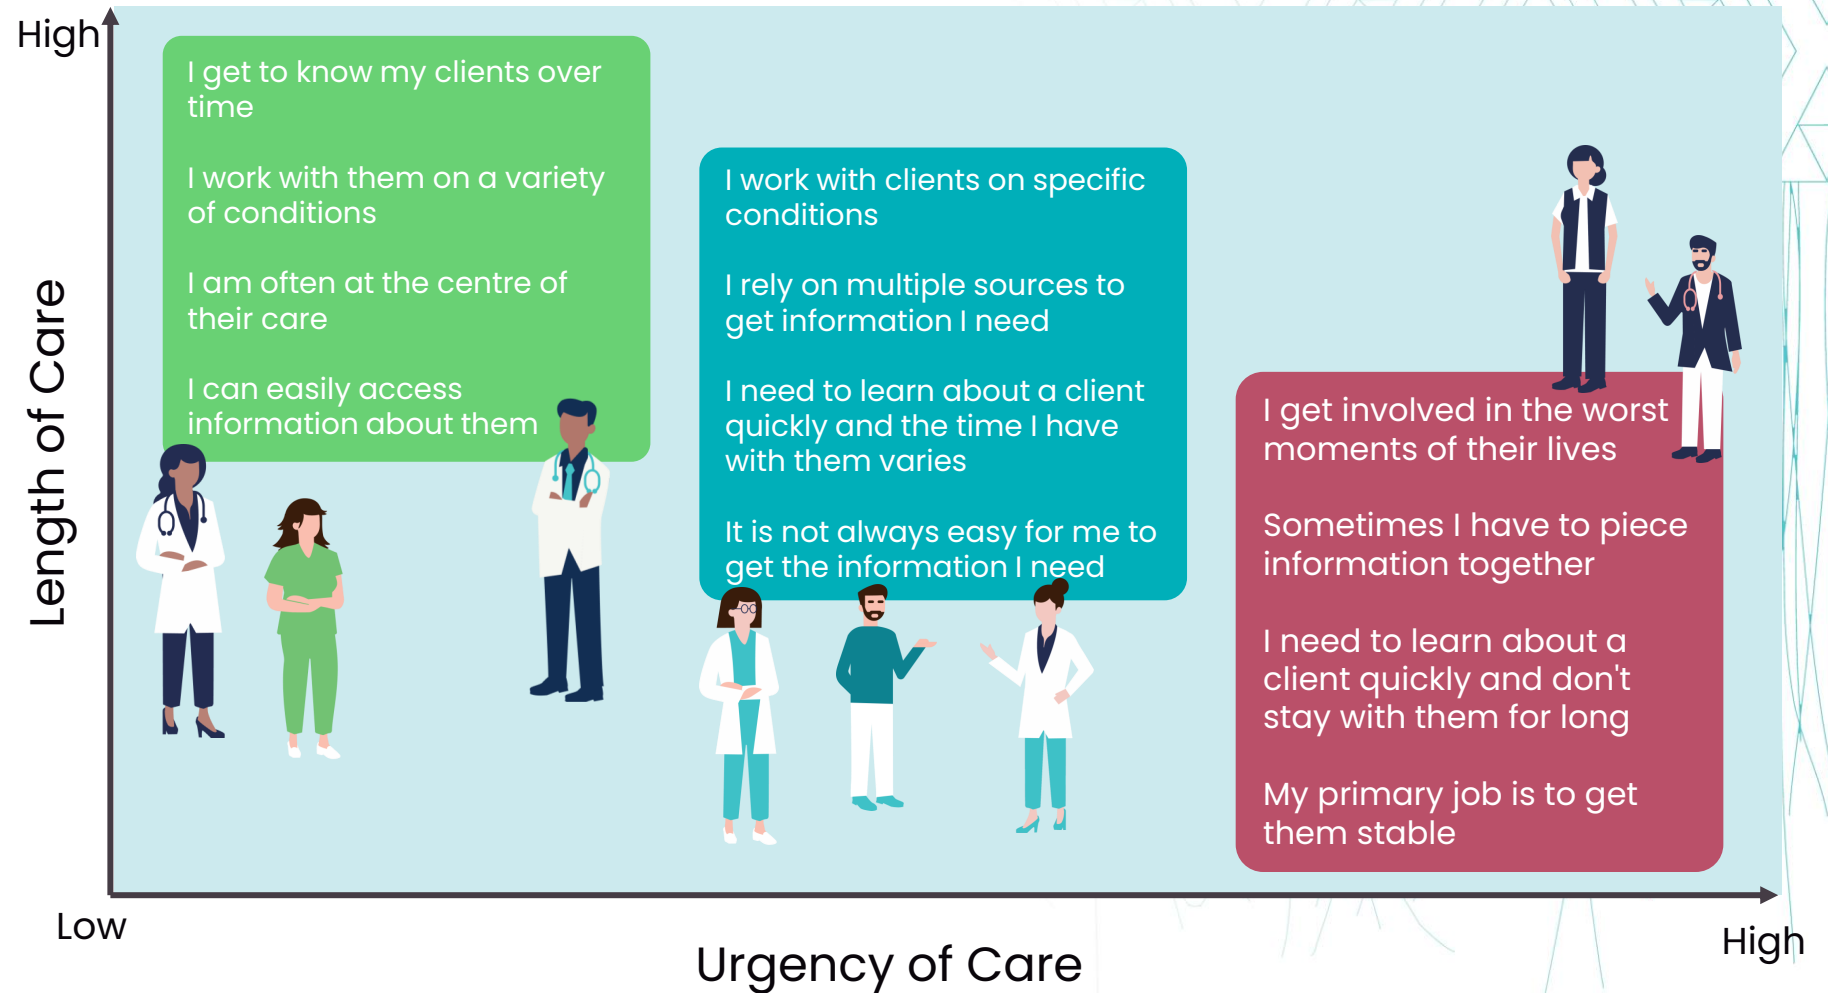 High
I get to know my clients over
time
I work with them on a variety
of conditions
I am often at the centre of
their care
I can easily access
information about them
I work with clients on specific
conditions
I rely on multiple sources to
get information I need
I need to learn about a client
quickly and the time I have
with them varies
It is not always easy for me to
get the information I need
I get involved in the worst
moments of their lives
Sometimes I have to piece
information together
I need to learn about a
client quickly and don't
stay with them for long
My primary job is to get
them stable
Length of Care
Low
Urgency of Care
High